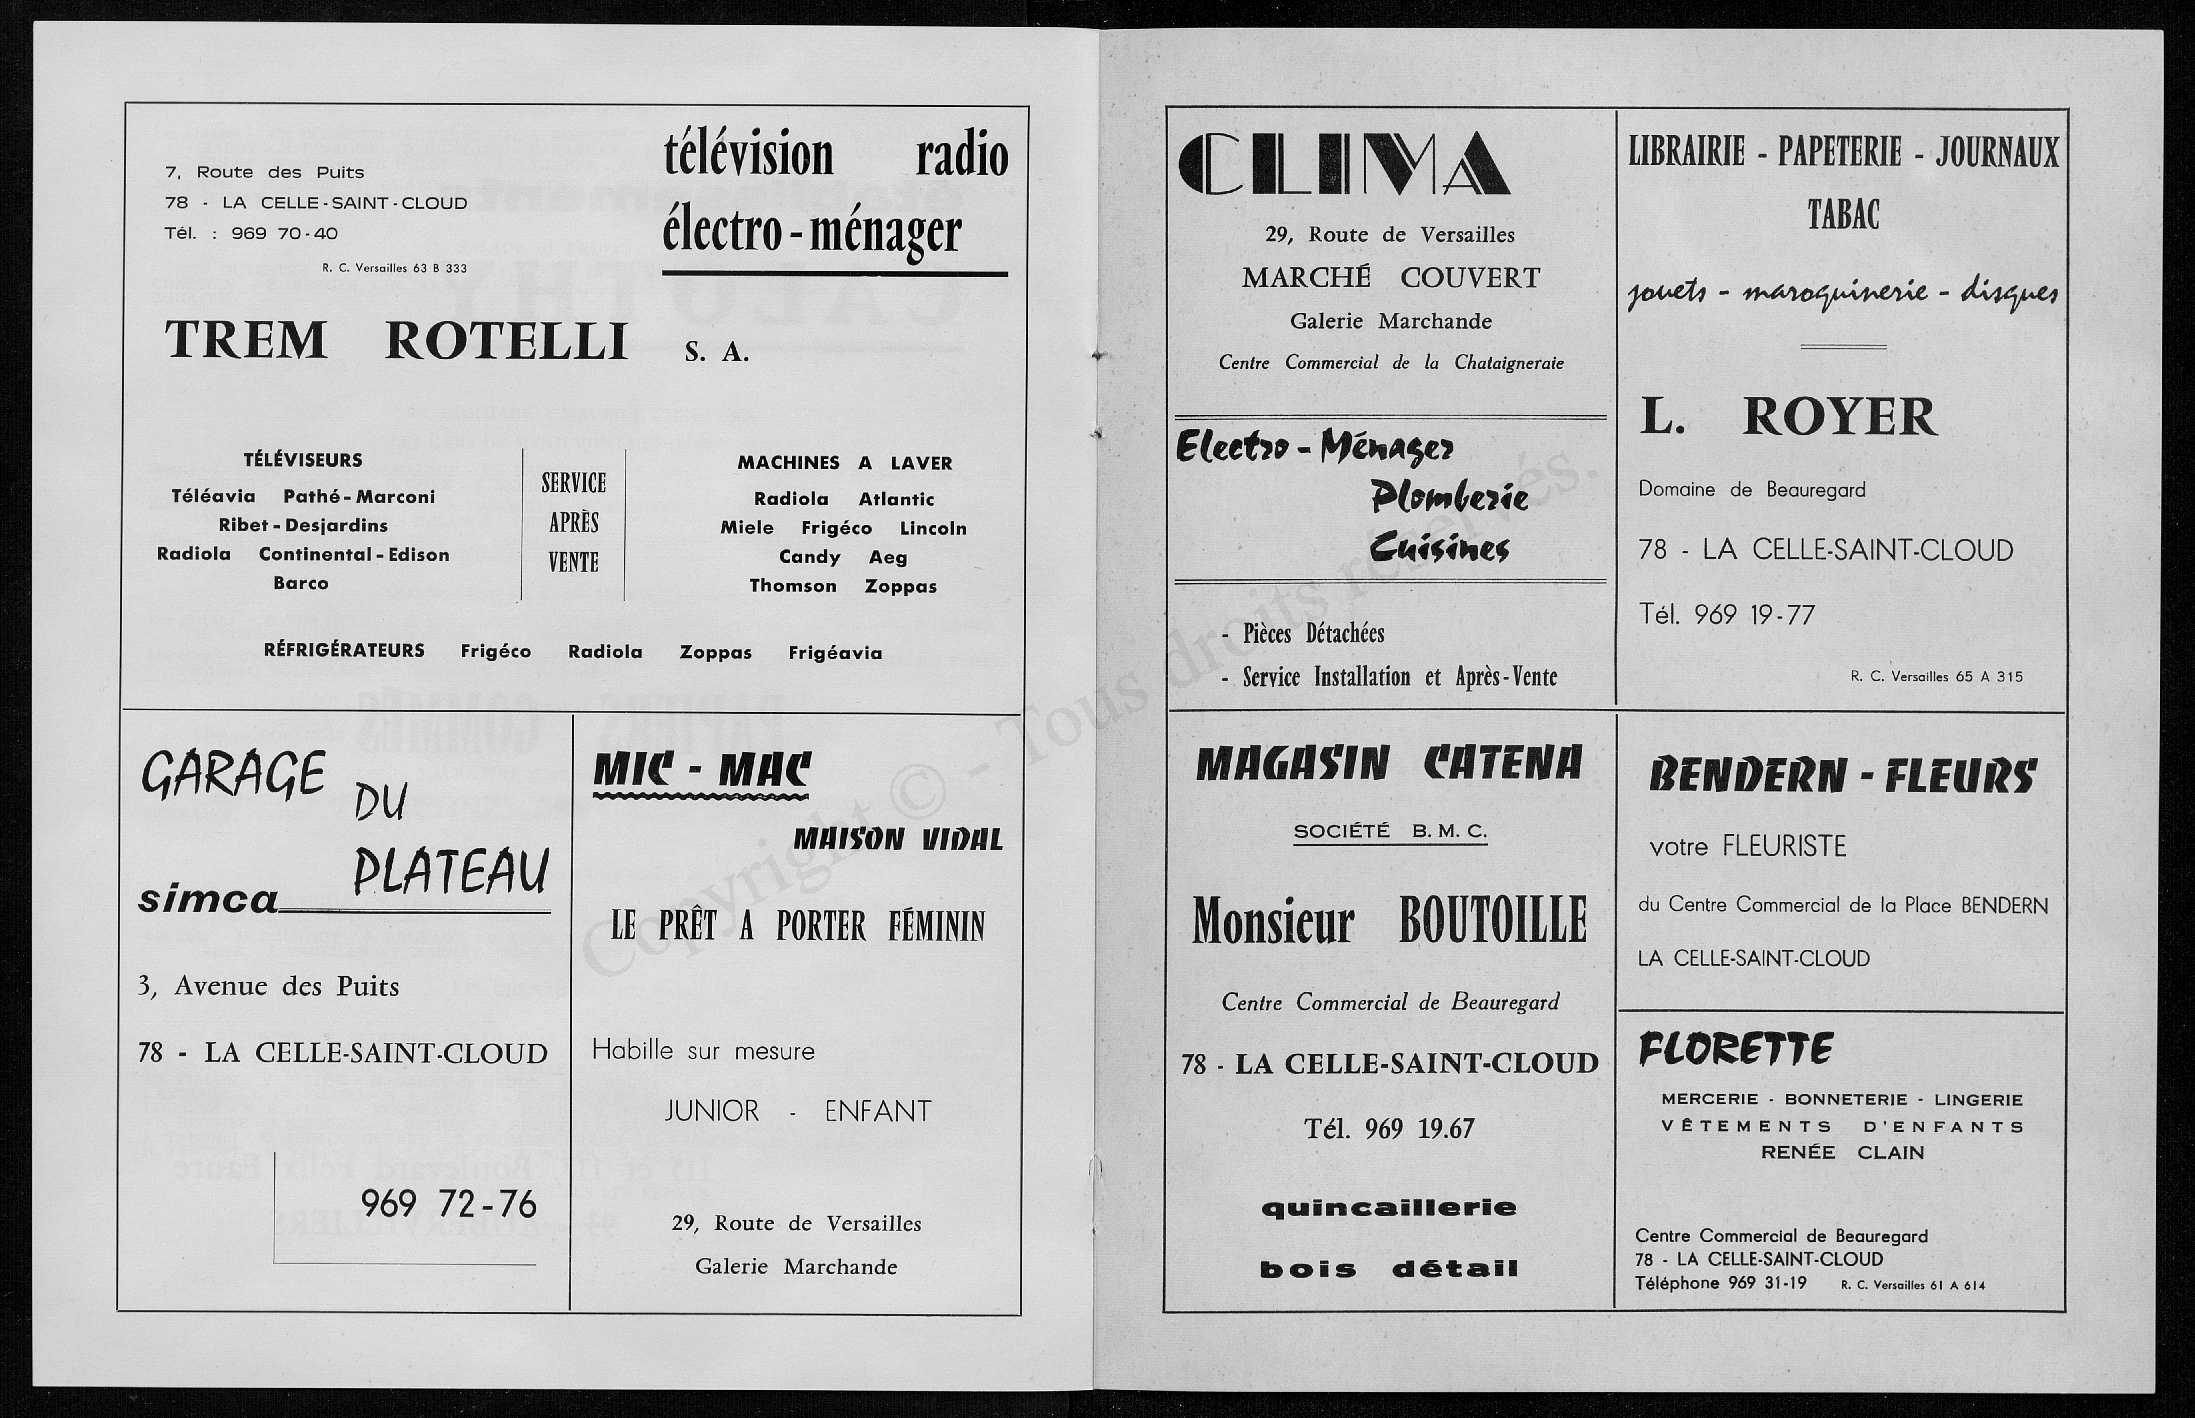 7, Route des Puits
78 - LA CELLE-SAINT-CLOUD
Tél. : 969 70-40
R. C. Versailles 63 B 333
télévision radio
électro-ménager
TREM ROTELLI S. A.
TÉLÉVISEURS
Téléavia Pathé-Marconi
Ribet-Desjardins
Radiola Continental-Edison
Barco
SERVICE
APRÈS
VENTE
MACHINES A LAVER
Radiola Atlantic
Miele Frigéco Lincoln
Candy Aeg
Thomson Zoppas
RÉFRIGÉRATEURS Frigéco Radiola Zoppas Frigéavia
GARAGE
DU
PLATEAU
simca
3, Avenue des Puits
78 - LA CELLE-SAINT-CLOUD
969 72-76
MIC - MAC
MAISON VIDAL
LE PRÊT A PORTER FÉMININ
Habille sur mesure
JUNIOR - ENFANT
29, Route de Versailles
Galerie Marchande
CLIMA
29, Route de Versailles
MARCHÉ COUVERT
Galerie Marchande
Centre Commercial de la Chataigneraie
Electro-Ménager
Plomberie
Cuisines
- Pièces Détachées
- Service Installation et Après-Vente
LIBRAIRIE - PAPETERIE - JOURNAUX
TABAC
jouets - maroquinerie - disques
L. ROYER
Domaine de Beauregard
78 - LA CELLE-SAINT-CLOUD
Tél. 969 19-77
R. C. Versailles 65 A 315
MAGASIN CATENA
SOCIÉTÉ B. M. C.
Monsieur BOUTOILLE
Centre Commercial de Beauregard
78 - LA CELLE-SAINT-CLOUD
Tél. 969 19.67
quincaillerie
bois détail
BENDERN - FLEURS
votre FLEURISTE
du Centre Commercial de la Place BENDERN
LA CELLE-SAINT-CLOUD
FLORETTE
MERCERIE - BONNETERIE - LINGERIE
VÊTEMENTS D'ENFANTS
RENÉE CLAIN
Centre Commercial de Beauregard
78 - LA CELLE-SAINT-CLOUD
Téléphone 969 31-19 R. C. Versailles 61 A 614
Copyright © - Tous droits réservés.